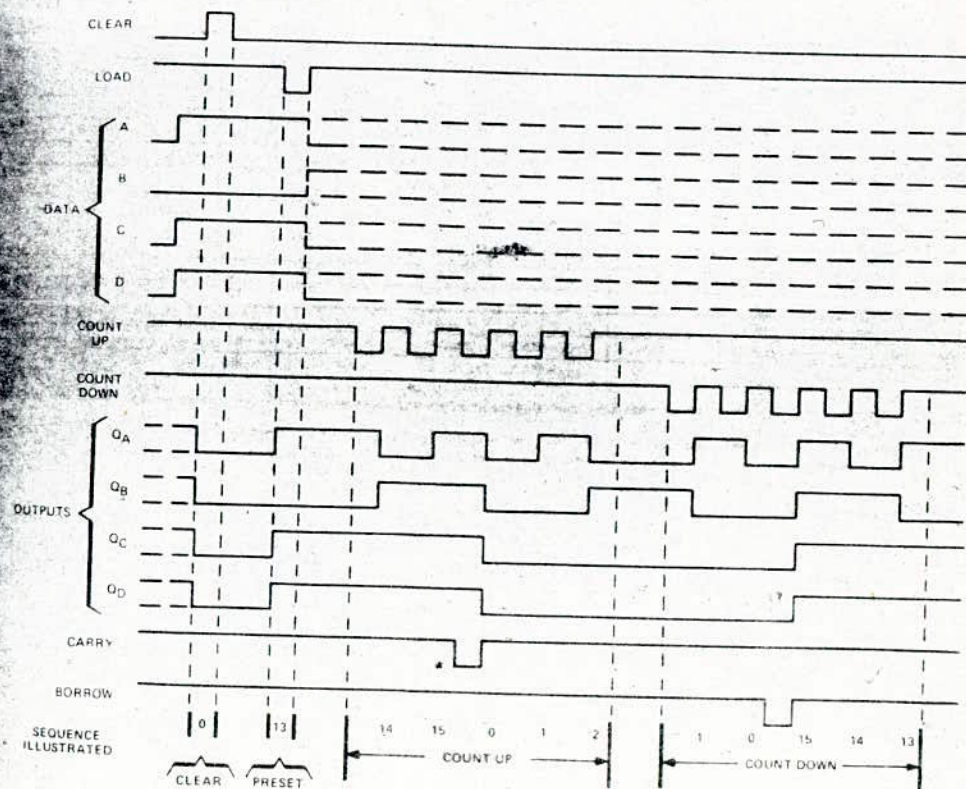 CLEAR
LOAD
A
B
DATA
C
D
COUNT
UP
COUNT
DOWN
QA
QB
OUTPUTS
QC
QD
CARRY
*
BORROW
SEQUENCE
ILLUSTRATED
0 13 14 15 0 1 2 1 0 15 14 13
CLEAR PRESET COUNT UP COUNT DOWN